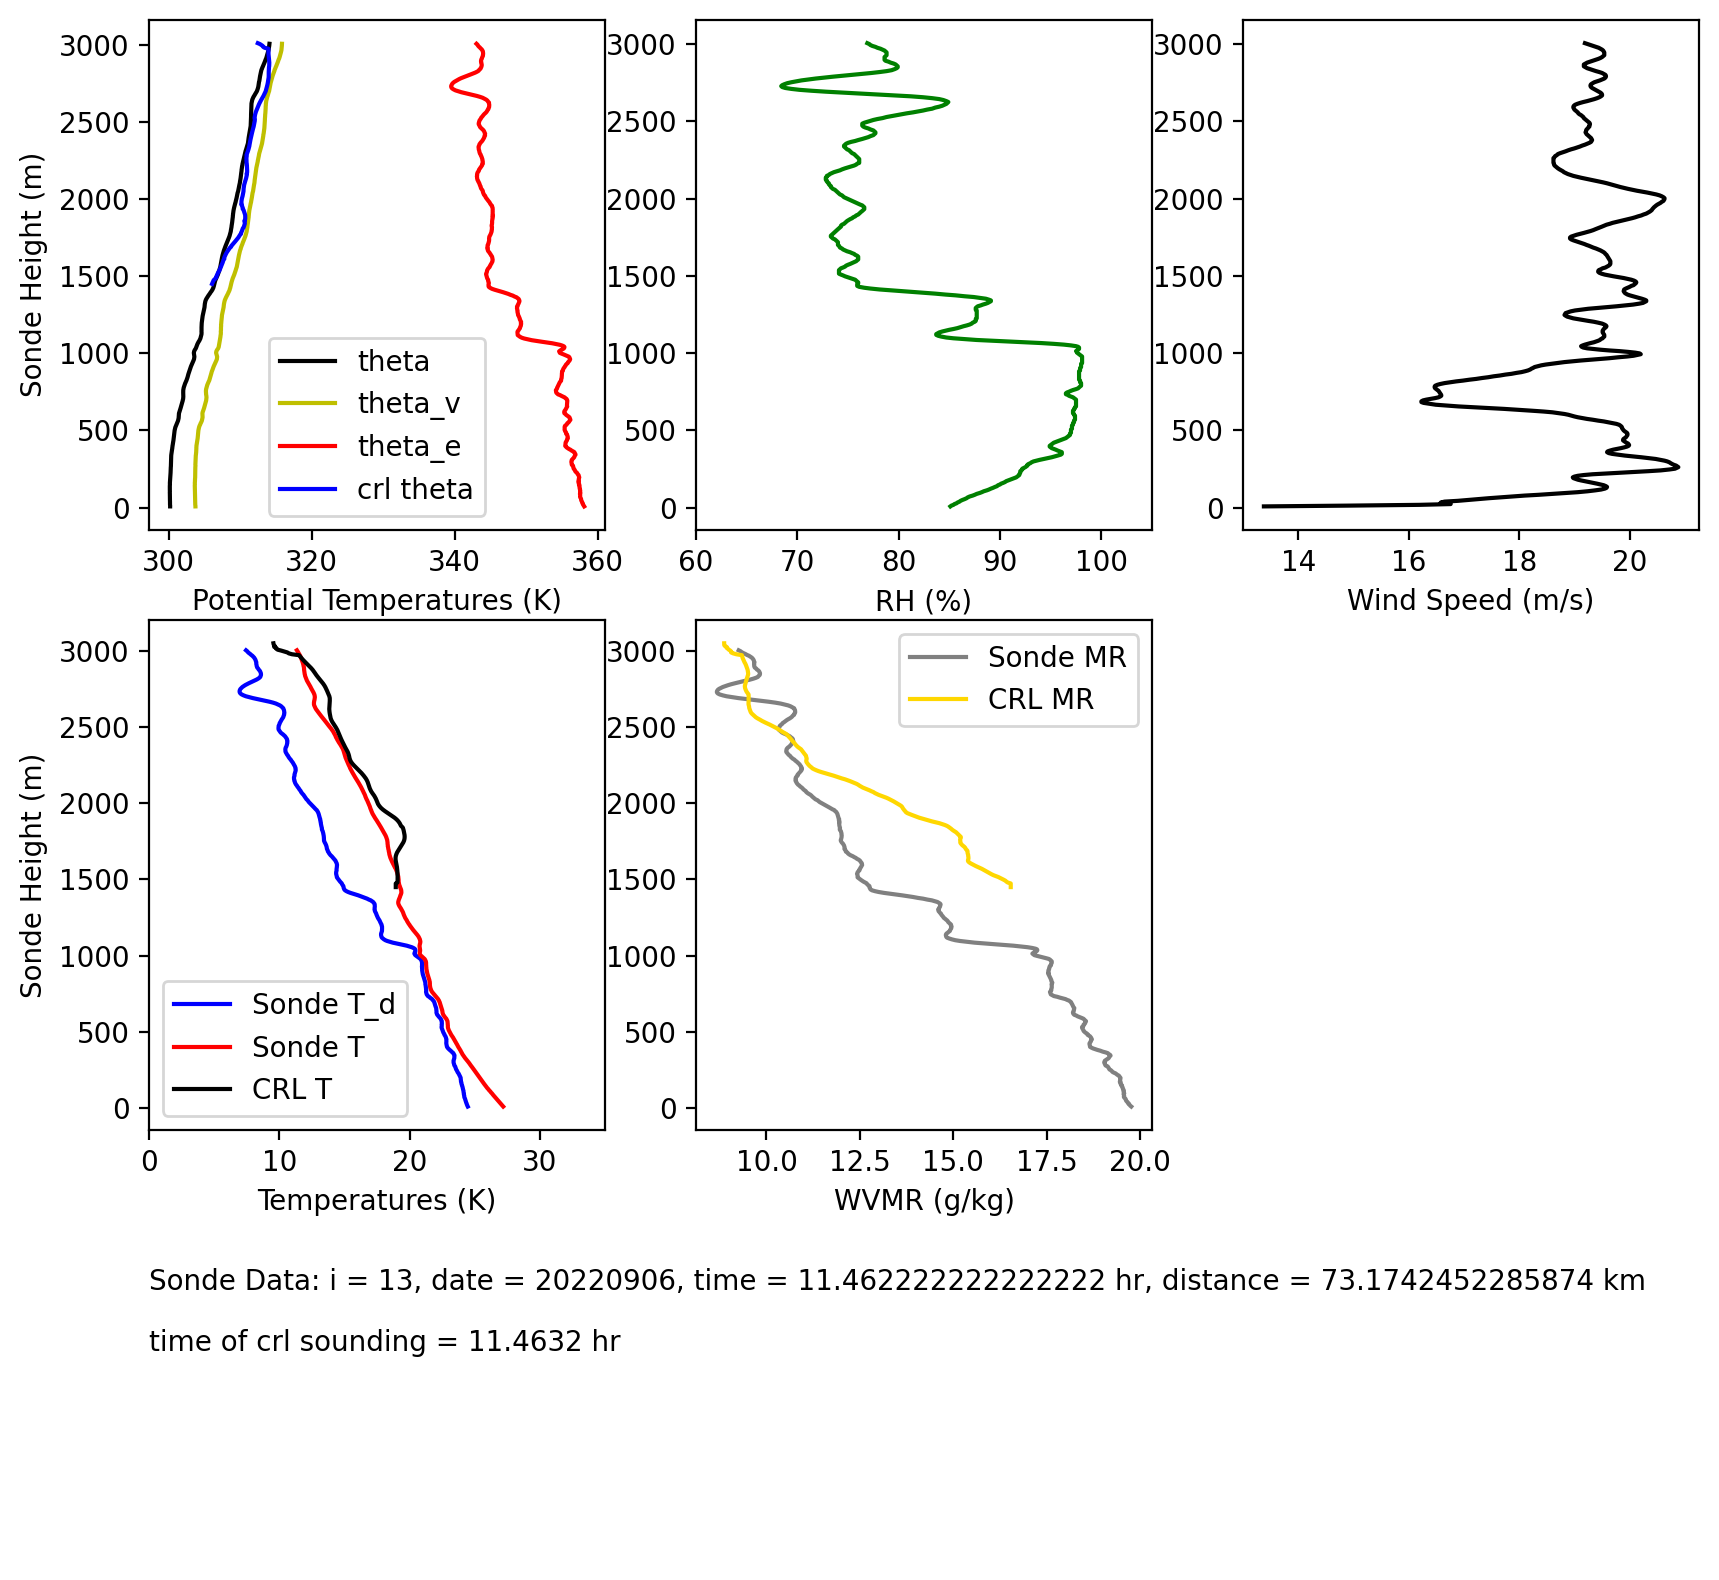 3000
2500
2000
1500
1000
500
0
Sonde Height (m)
theta
theta_v
theta_e
crl theta
300 320 340 360
Potential Temperatures (K)
3000
2500
2000
1500
1000
500
0
60 70 80 90 100
RH (%)
3000
2500
2000
1500
1000
500
0
14 16 18 20
Wind Speed (m/s)
3000
2500
2000
1500
1000
500
0
Sonde Height (m)
Sonde T_d
Sonde T
CRL T
0 10 20 30
Temperatures (K)
3000
2500
2000
1500
1000
500
0
Sonde MR
CRL MR
10.0 12.5 15.0 17.5 20.0
WVMR (g/kg)
Sonde Data: i = 13, date = 20220906, time = 11.462222222222222 hr, distance = 73.1742452285874 km
time of crl sounding = 11.4632 hr